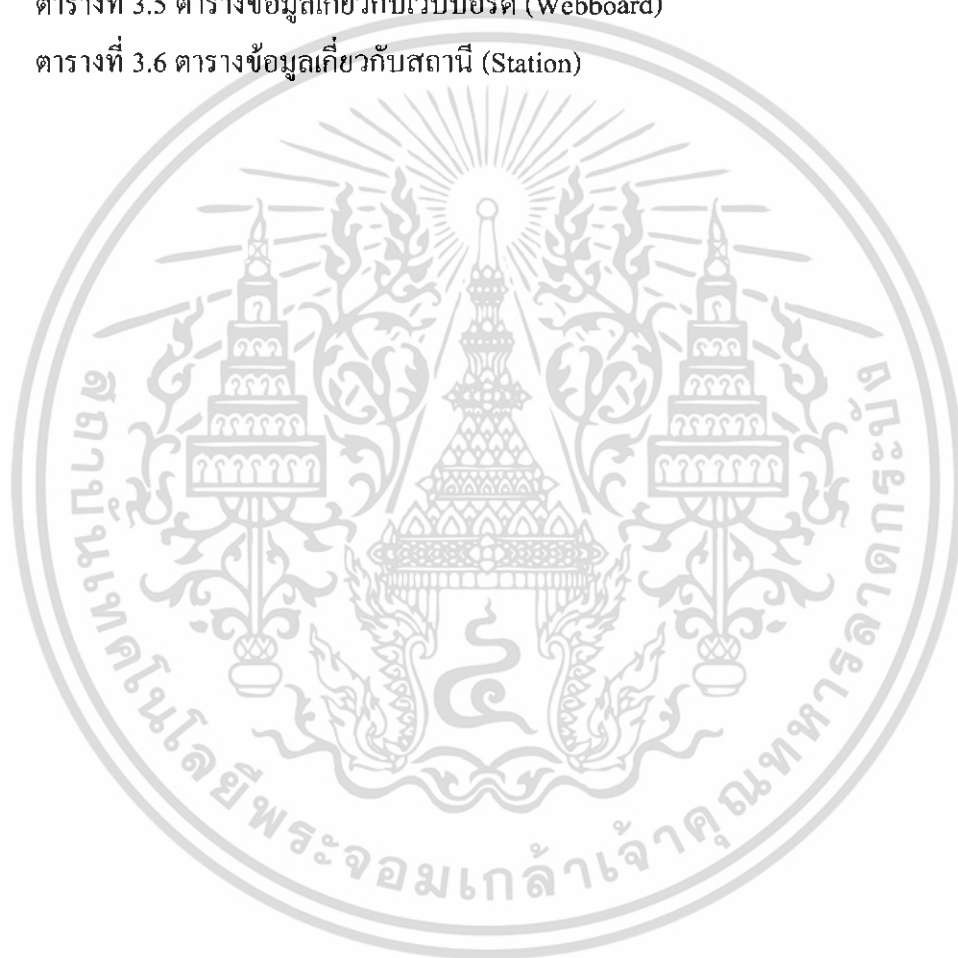 ตารางที่ 3.5 ตารางข้อมูลเกี่ยวกับเว็บบอร์ด (Webboard)
ตารางที่ 3.6 ตารางข้อมูลเกี่ยวกับสถานี (Station)
สถาบันเทคโนโลยีพระจอมเกล้าเจ้าคุณทหารลาดกระบัง
๔